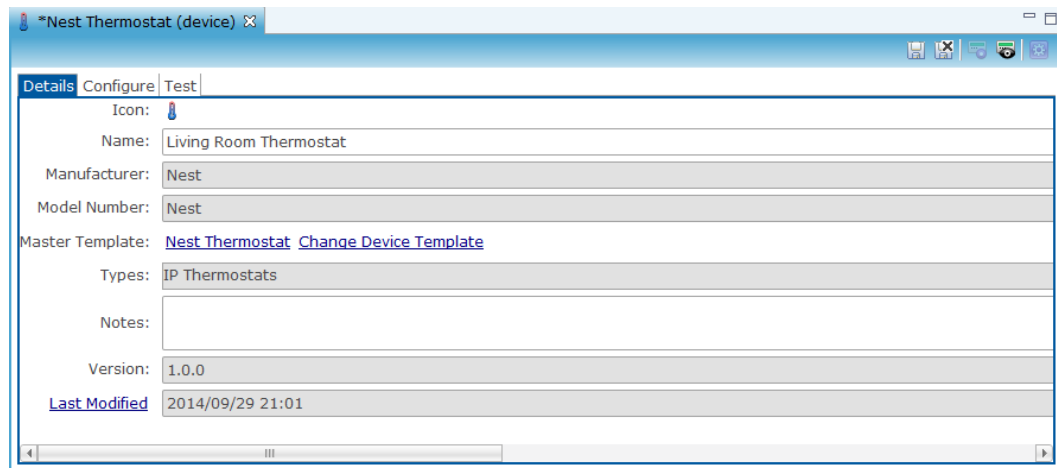 *Nest Thermostat (device)
Details Configure Test
Icon:
Name: Living Room Thermostat
Manufacturer: Nest
Model Number: Nest
Master Template: Nest Thermostat Change Device Template
Types: IP Thermostats
Notes:
Version: 1.0.0
Last Modified 2014/09/29 21:01